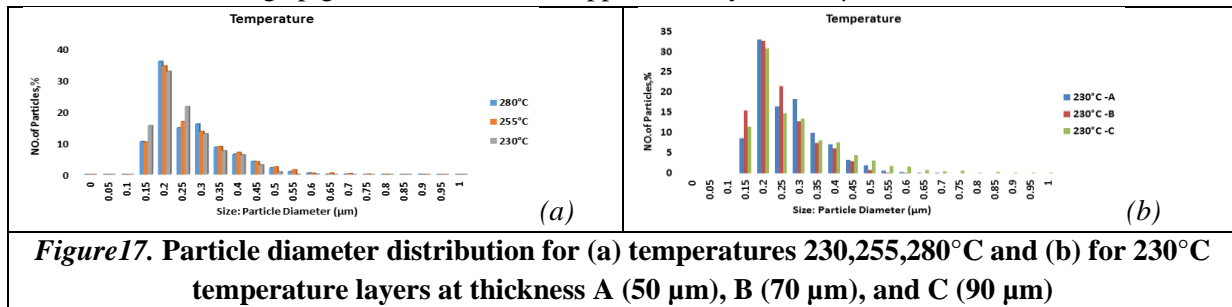 Temperature
40
30
20
10
0
NO.of Particles,%
0 0.05 0.1 0.15 0.2 0.25 0.3 0.35 0.4 0.45 0.5 0.55 0.6 0.65 0.7 0.75 0.8 0.85 0.9 0.95 1
Size: Particle Diameter (µm)
280°C
255°C
230°C
(a)
Temperature
35
30
25
20
15
10
5
0
NO.of Particles,%
0 0.05 0.1 0.15 0.2 0.25 0.3 0.35 0.4 0.45 0.5 0.55 0.6 0.65 0.7 0.75 0.8 0.85 0.9 0.95 1
Size: Particle Diameter (µm)
230°C -A
230°C -B
230°C -C
(b)
Figure17. Particle diameter distribution for (a) temperatures 230,255,280°C and (b) for 230°C
temperature layers at thickness A (50 µm), B (70 µm), and C (90 µm)